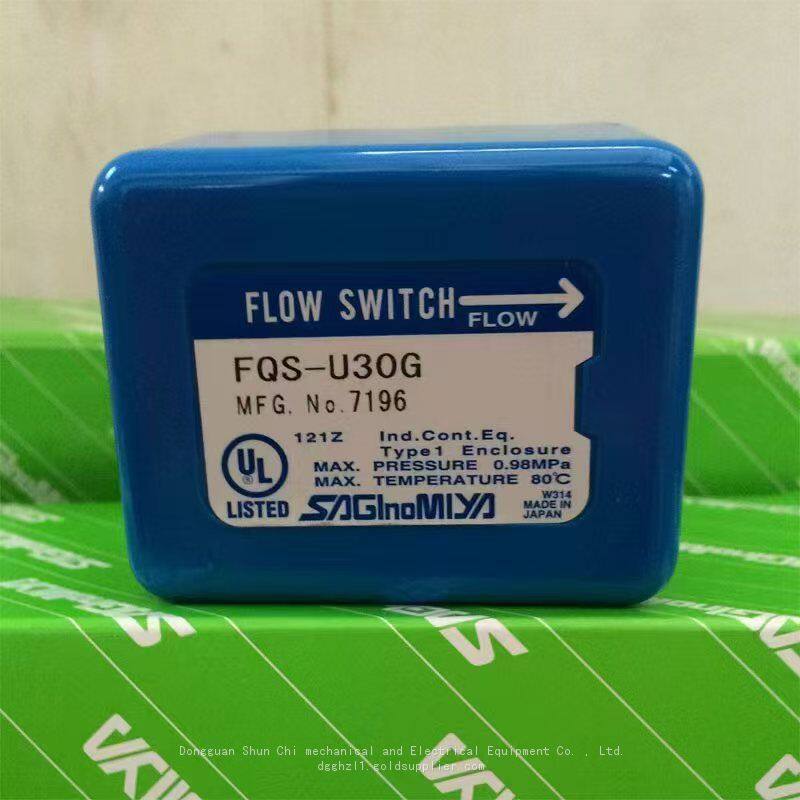 FLOW SWITCH
FLOW
FQS-U30G
MFG. No. 7196
121Z Ind.Cont.Eq.
Type1 Enclosure
UL
®
LISTED
MAX. PRESSURE 0.98MPa
MAX. TEMPERATURE 80℃
SAGInoMIYA
W314
MADE IN
JAPAN
Dongguan Shun Chi mechanical and Electrical Equipment Co. , Ltd.
dgghzl1.goldsupplier.com